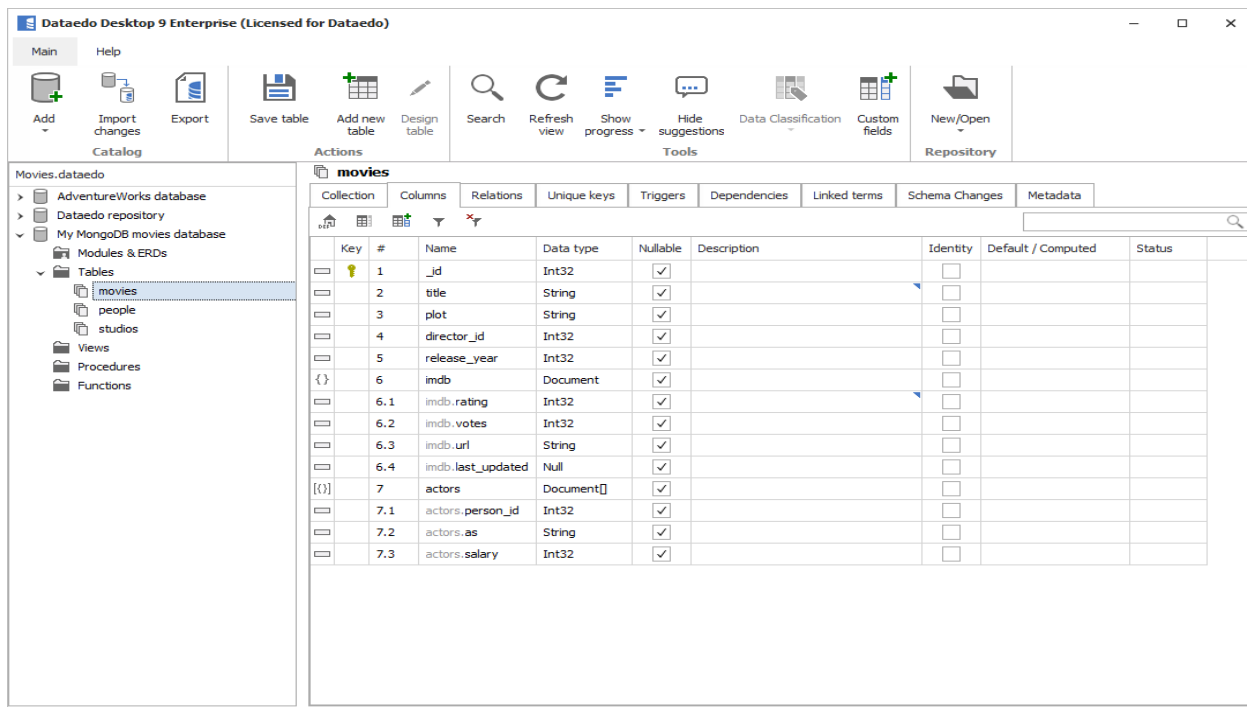 Dataedo Desktop 9 Enterprise (Licensed for Dataedo)
Main Help
Add Import changes Export Save table Add new table Design table Search Refresh view Show progress Hide suggestions Data Classification Custom fields New/Open
Catalog Actions Tools Repository
Movies.dataedo
AdventureWorks database
Dataedo repository
My MongoDB movies database
Modules & ERDs
Tables
movies
people
studios
Views
Procedures
Functions
movies
Collection Columns Relations Unique keys Triggers Dependencies Linked terms Schema Changes Metadata
Key # Name Data type Nullable Description Identity Default / Computed Status
1 _id Int32
2 title String
3 plot String
4 director_id Int32
5 release_year Int32
{} 6 imdb Document
6.1 imdb.rating Int32
6.2 imdb.votes Int32
6.3 imdb.url String
6.4 imdb.last_updated Null
[{}] 7 actors Document[]
7.1 actors.person_id Int32
7.2 actors.as String
7.3 actors.salary Int32